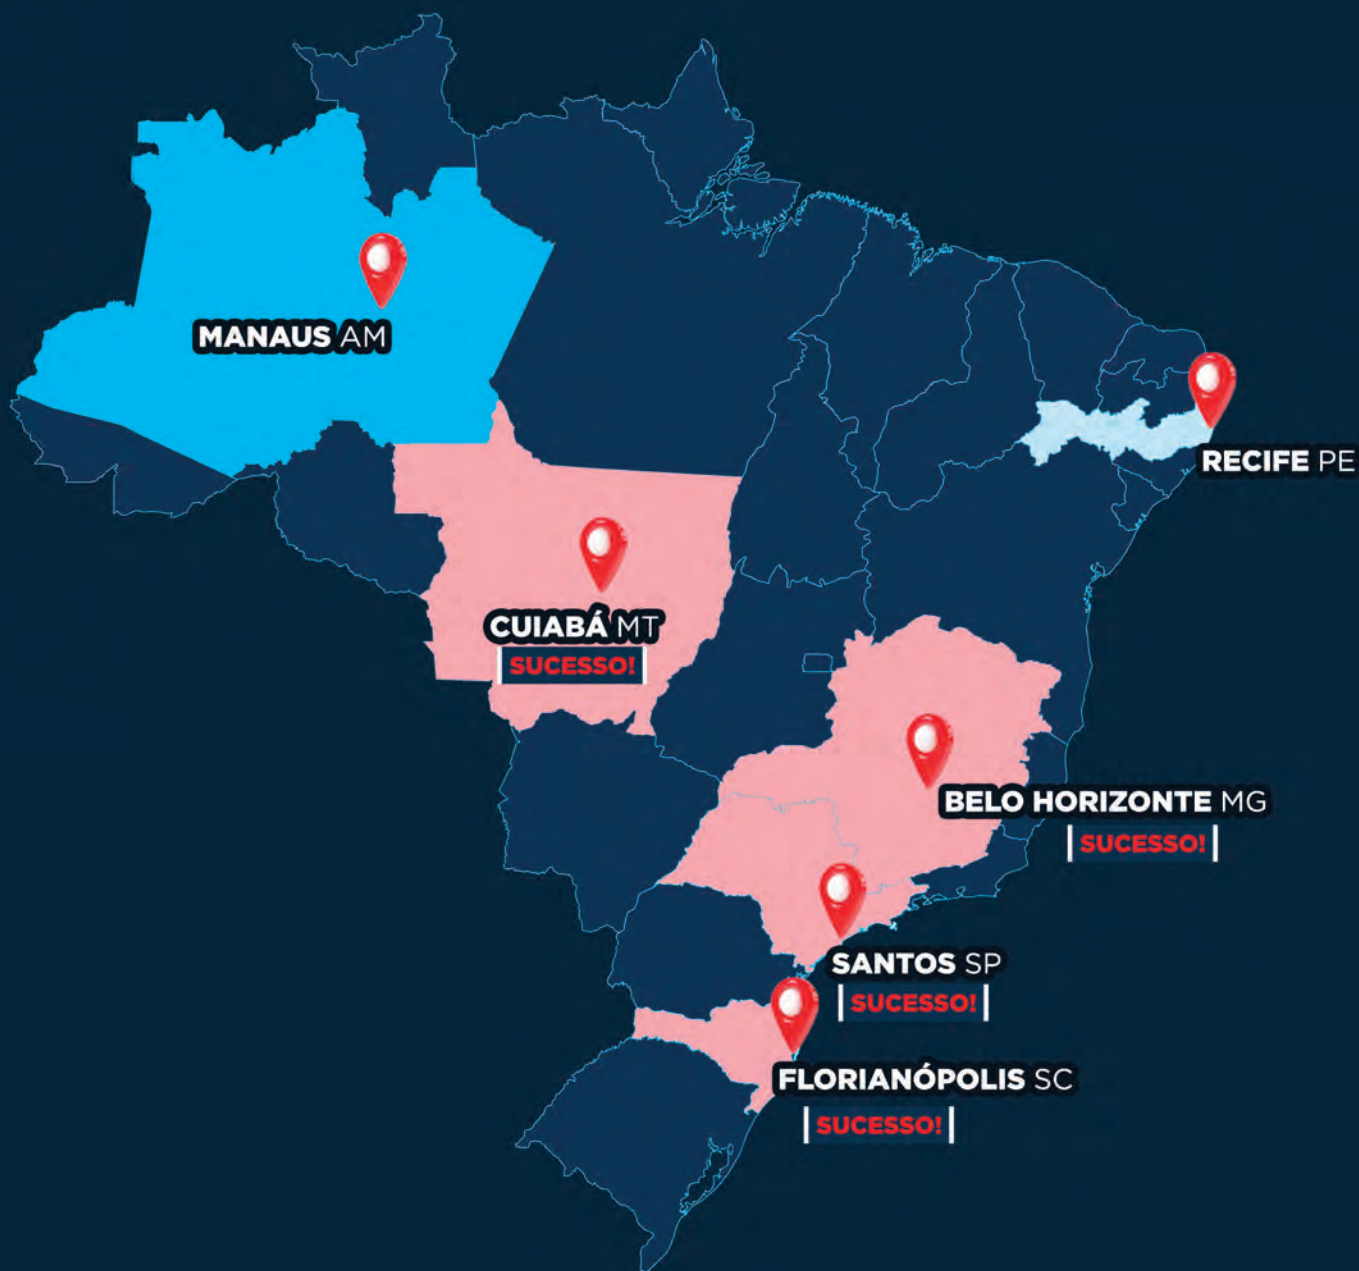 MANAUS AM
RECIFE PE
CUIABÁ MT
SUCESSO!
BELO HORIZONTE MG
SUCESSO!
SANTOS SP
SUCESSO!
FLORIANÓPOLIS SC
SUCESSO!